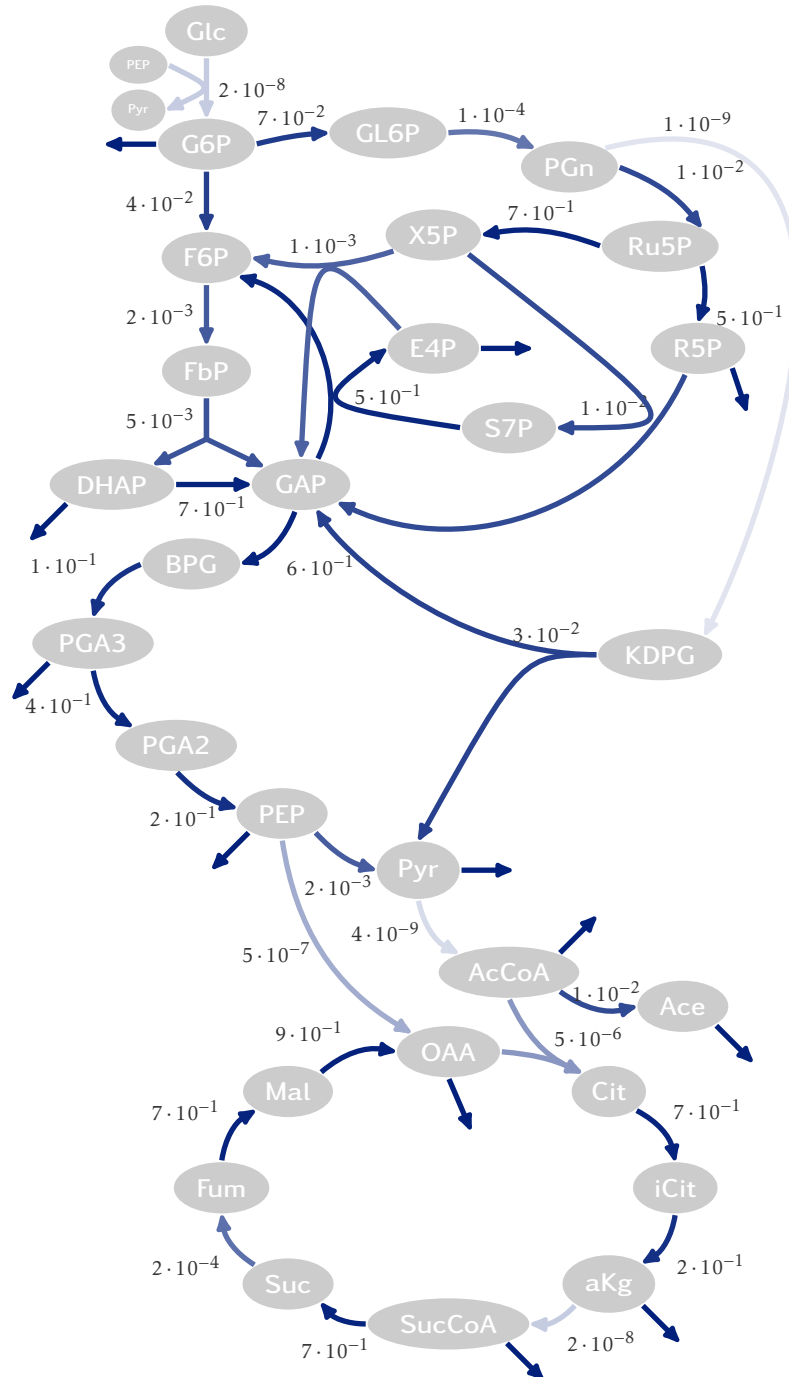 Glc
PEP
2·10⁻⁸
Pyr
7·10⁻²
GL6P
1·10⁻⁴
1·10⁻⁹
G6P
PGn
1·10⁻²
4·10⁻²
7·10⁻¹
X5P
Ru5P
1·10⁻³
F6P
2·10⁻³
5·10⁻¹
E4P
R5P
FbP
5·10⁻¹
1·10⁻²
5·10⁻³
S7P
DHAP
GAP
7·10⁻¹
1·10⁻¹
BPG
6·10⁻¹
PGA3
3·10⁻²
KDPG
4·10⁻¹
PGA2
2·10⁻¹
PEP
Pyr
2·10⁻³
4·10⁻⁹
5·10⁻⁷
AcCoA
1·10⁻²
Ace
9·10⁻¹
OAA
5·10⁻⁶
Mal
Cit
7·10⁻¹
7·10⁻¹
Fum
iCit
2·10⁻⁴
2·10⁻¹
Suc
aKg
SucCoA
7·10⁻¹
2·10⁻⁸